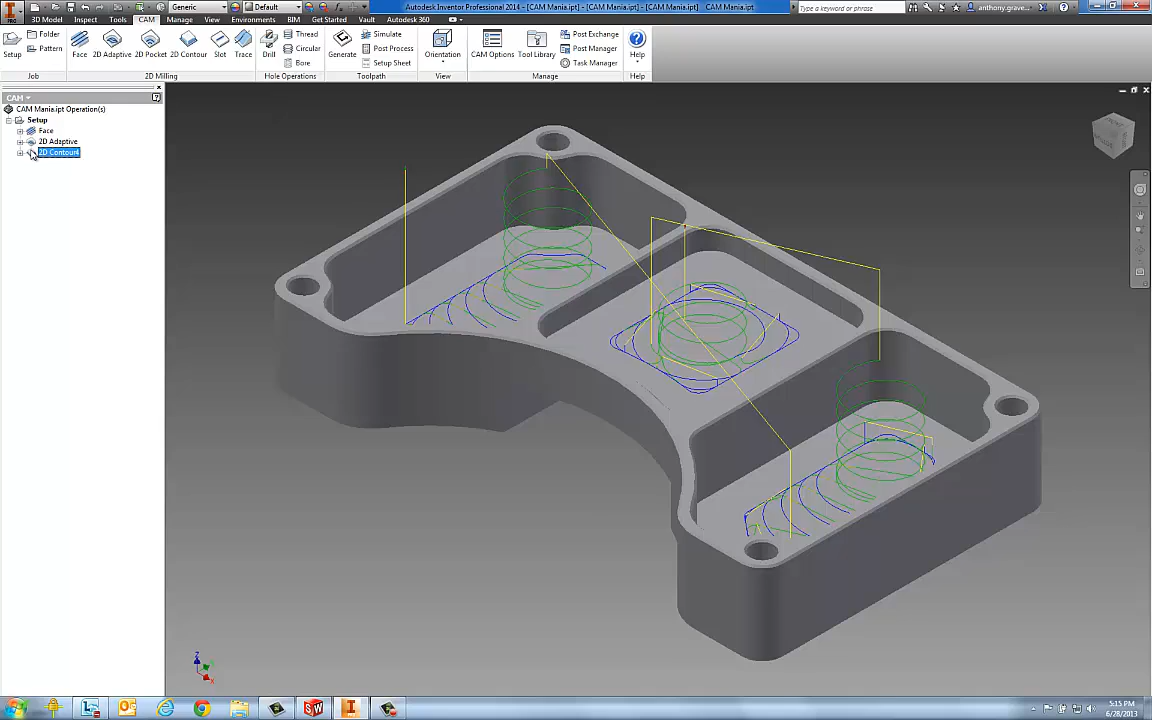 Generic
Default
Autodesk Inventor Professional 2014 - [CAM Mania.ipt] - [CAM Mania.ipt] - [CAM Mania.ipt]   CAM Mania.ipt
Type a keyword or phrase
anthony.grave...
PRO
3D Model Inspect Tools CAM Manage View Environments BIM Get Started Vault Autodesk 360
Setup
Folder
Pattern
Face
2D Adaptive
2D Pocket
2D Contour
Slot
Trace
Drill
Thread
Circular
Bore
Generate
Simulate
Post Process
Setup Sheet
Orientation
CAM Options
Tool Library
Post Exchange
Post Manager
Task Manager
Help
Job
2D Milling
Hole Operations
Toolpath
View
Manage
Help
CAM
CAM Mania.ipt Operation(s)
Setup
Face
2D Adaptive
2D Contour4
Z
X
5:15 PM
6/28/2013